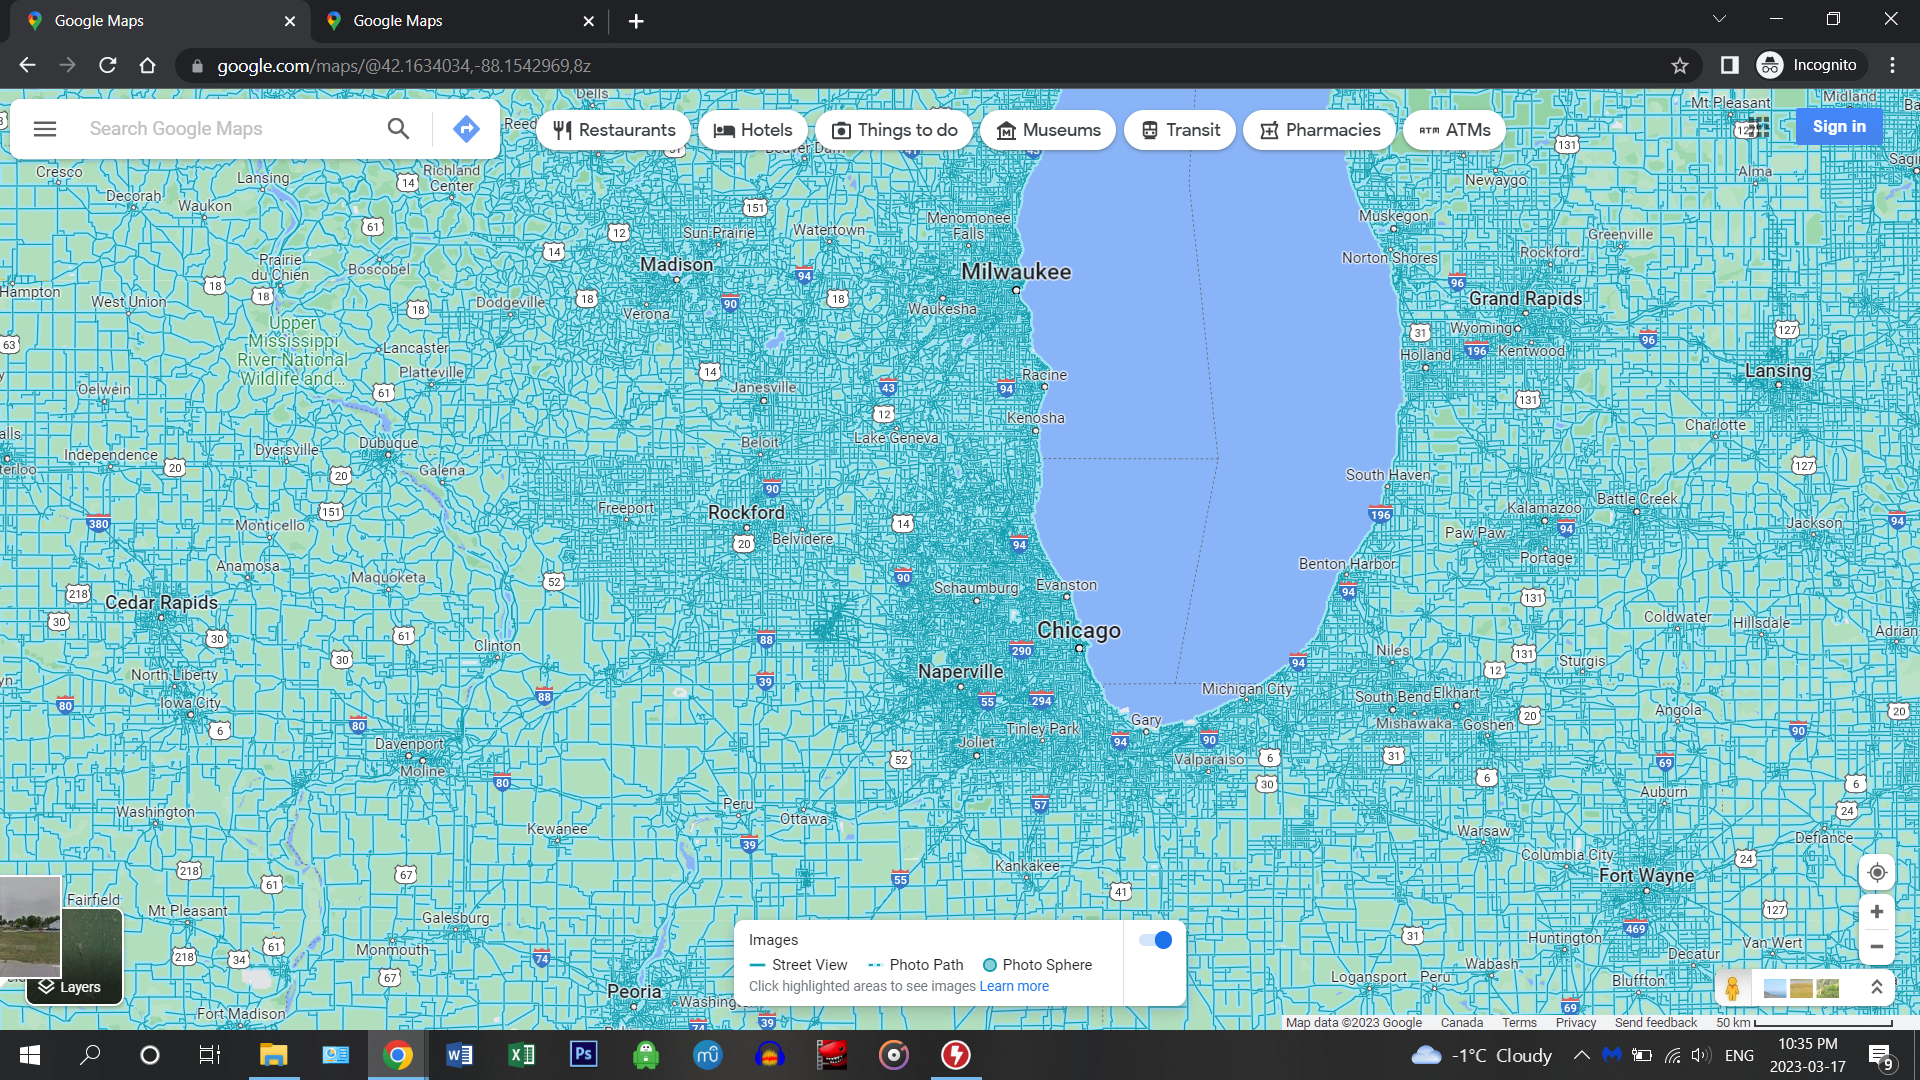 Google Maps
Google Maps
google.com/maps/@42.1634034,-88.1542969,8z
Incognito
Search Google Maps
Restaurants
Hotels
Things to do
Museums
Transit
Pharmacies
ATMs
Sign in
Dells
Reed
Beaver Dam
Mt Pleasant
Midland
Cresco
Lansing
Richland
Center
Decorah
Waukon
Newaygo
Alma
Menomonee
Falls
Muskegon
Sun Prairie
Watertown
Greenville
Madison
Prairie
du Chien
Boscobel
Milwaukee
Norton Shores
Rockford
Hampton
West Union
Dodgeville
Verona
Waukesha
Grand Rapids
Wyoming
Upper
Mississippi
River National
Wildlife and...
Lancaster
Platteville
Holland
Kentwood
Lansing
Oelwein
Janesville
Racine
Kenosha
Charlotte
Independence
Dyersville
Dubuque
Galena
Beloit
Lake Geneva
South Haven
Monticello
Freeport
Rockford
Belvidere
Battle Creek
Kalamazoo
Paw Paw
Jackson
Portage
Anamosa
Maquoketa
Schaumburg
Evanston
Benton Harbor
Cedar Rapids
Chicago
Coldwater
Hillsdale
Adrian
Clinton
Niles
Sturgis
North Liberty
Iowa City
Naperville
Michigan City
South Bend
Elkhart
Mishawaka
Goshen
Angola
Davenport
Moline
Joliet
Tinley Park
Gary
Valparaiso
Washington
Peru
Ottawa
Auburn
Kewanee
Warsaw
Defiance
Kankakee
Columbia City
Fort Wayne
Fairfield
Mt Pleasant
Galesburg
Monmouth
Huntington
Decatur
Van Wert
Wabash
Logansport
Peru
Bluffton
Peoria
Washing
Fort Madison
Layers
Images
Street View
Photo Path
Photo Sphere
Click highlighted areas to see images Learn more
Map data ©2023 Google
Canada
Terms
Privacy
Send feedback
50 km
-1°C Cloudy
ENG
10:35 PM
2023-03-17
9